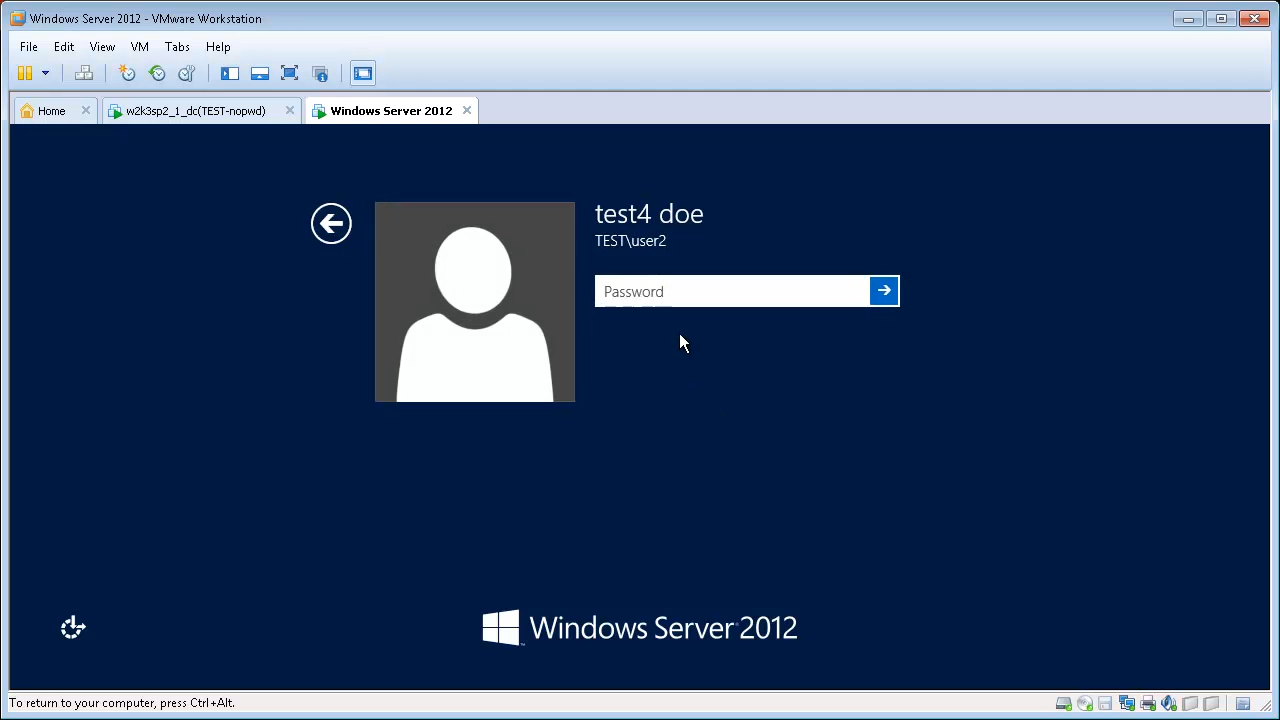 Windows Server 2012 - VMware Workstation
File Edit View VM Tabs Help
Home w2k3sp2_1_dc(TEST-nopwd) Windows Server 2012
test4 doe
TEST\user2
Password
Windows Server 2012
To return to your computer, press Ctrl+Alt.